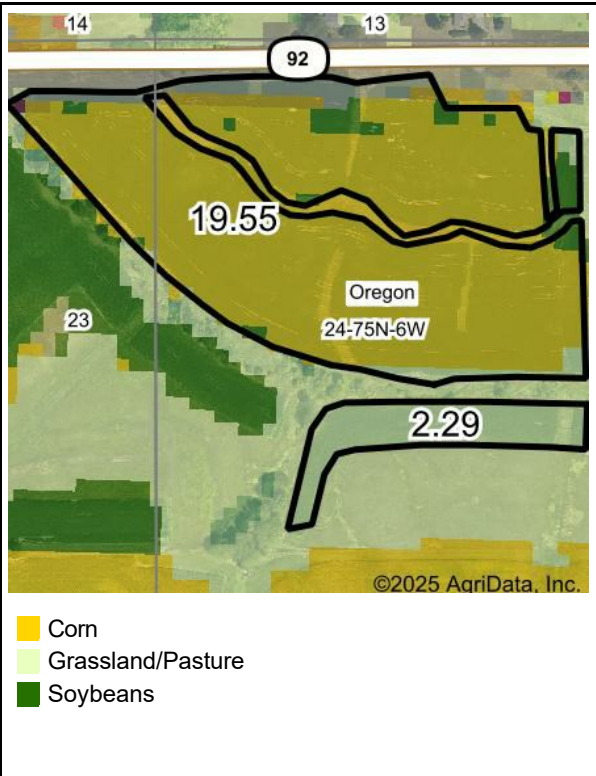 14
13
92
19.55
Oregon
23
24-75N-6W
2.29
©2025 AgriData, Inc.
Corn
Grassland/Pasture
Soybeans